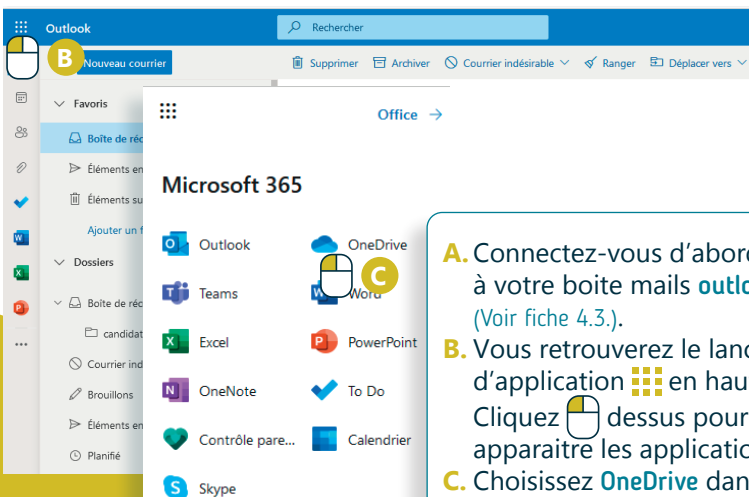 Outlook
Rechercher
B
Nouveau courrier
Supprimer
Archiver
Courrier indésirable
Ranger
Déplacer vers
Favoris
Boîte de réc
Éléments en
Éléments su
Ajouter un f
Dossiers
Boîte de réc
candidat
Courrier ind
Brouillons
Éléments en
Planifié
Office →
Microsoft 365
Outlook
OneDrive
Teams
Word
C
Excel
PowerPoint
OneNote
To Do
Contrôle pare...
Calendrier
Skype
A. Connectez-vous d'abor
à votre boite mails outlo
(Voir fiche 4.3.).
B. Vous retrouverez le lanc
d'application en hau
Cliquez dessus pour
apparaitre les applicatio
C. Choisissez OneDrive dan